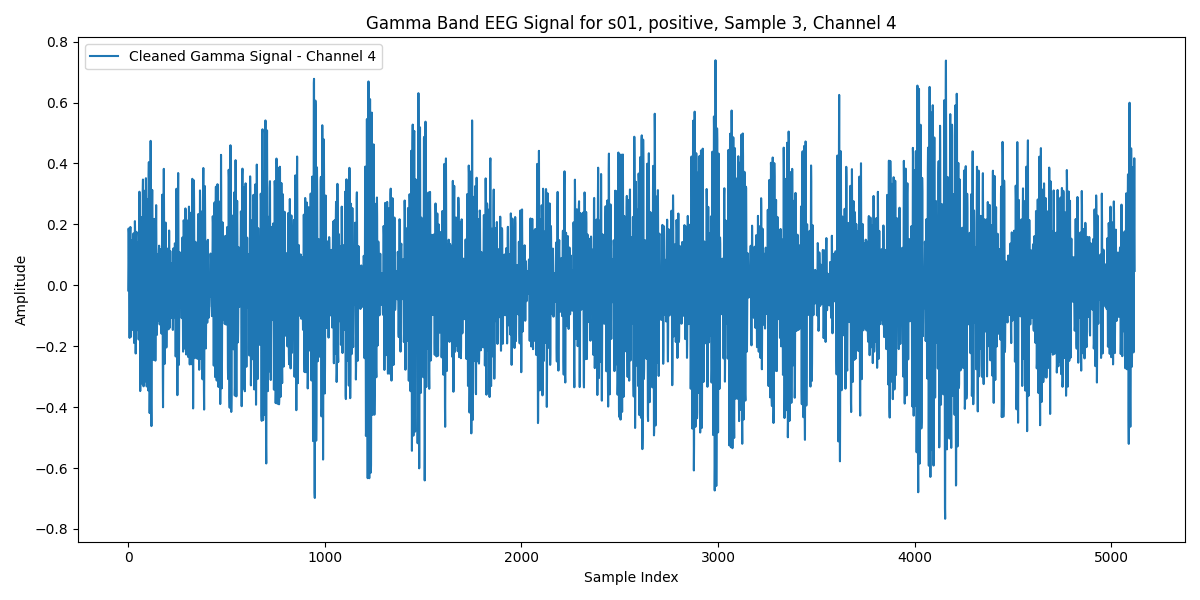 Gamma Band EEG Signal for s01, positive, Sample 3, Channel 4
Cleaned Gamma Signal - Channel 4
0.8
0.6
0.4
0.2
0.0
−0.2
−0.4
−0.6
−0.8
Amplitude
0 1000 2000 3000 4000 5000
Sample Index